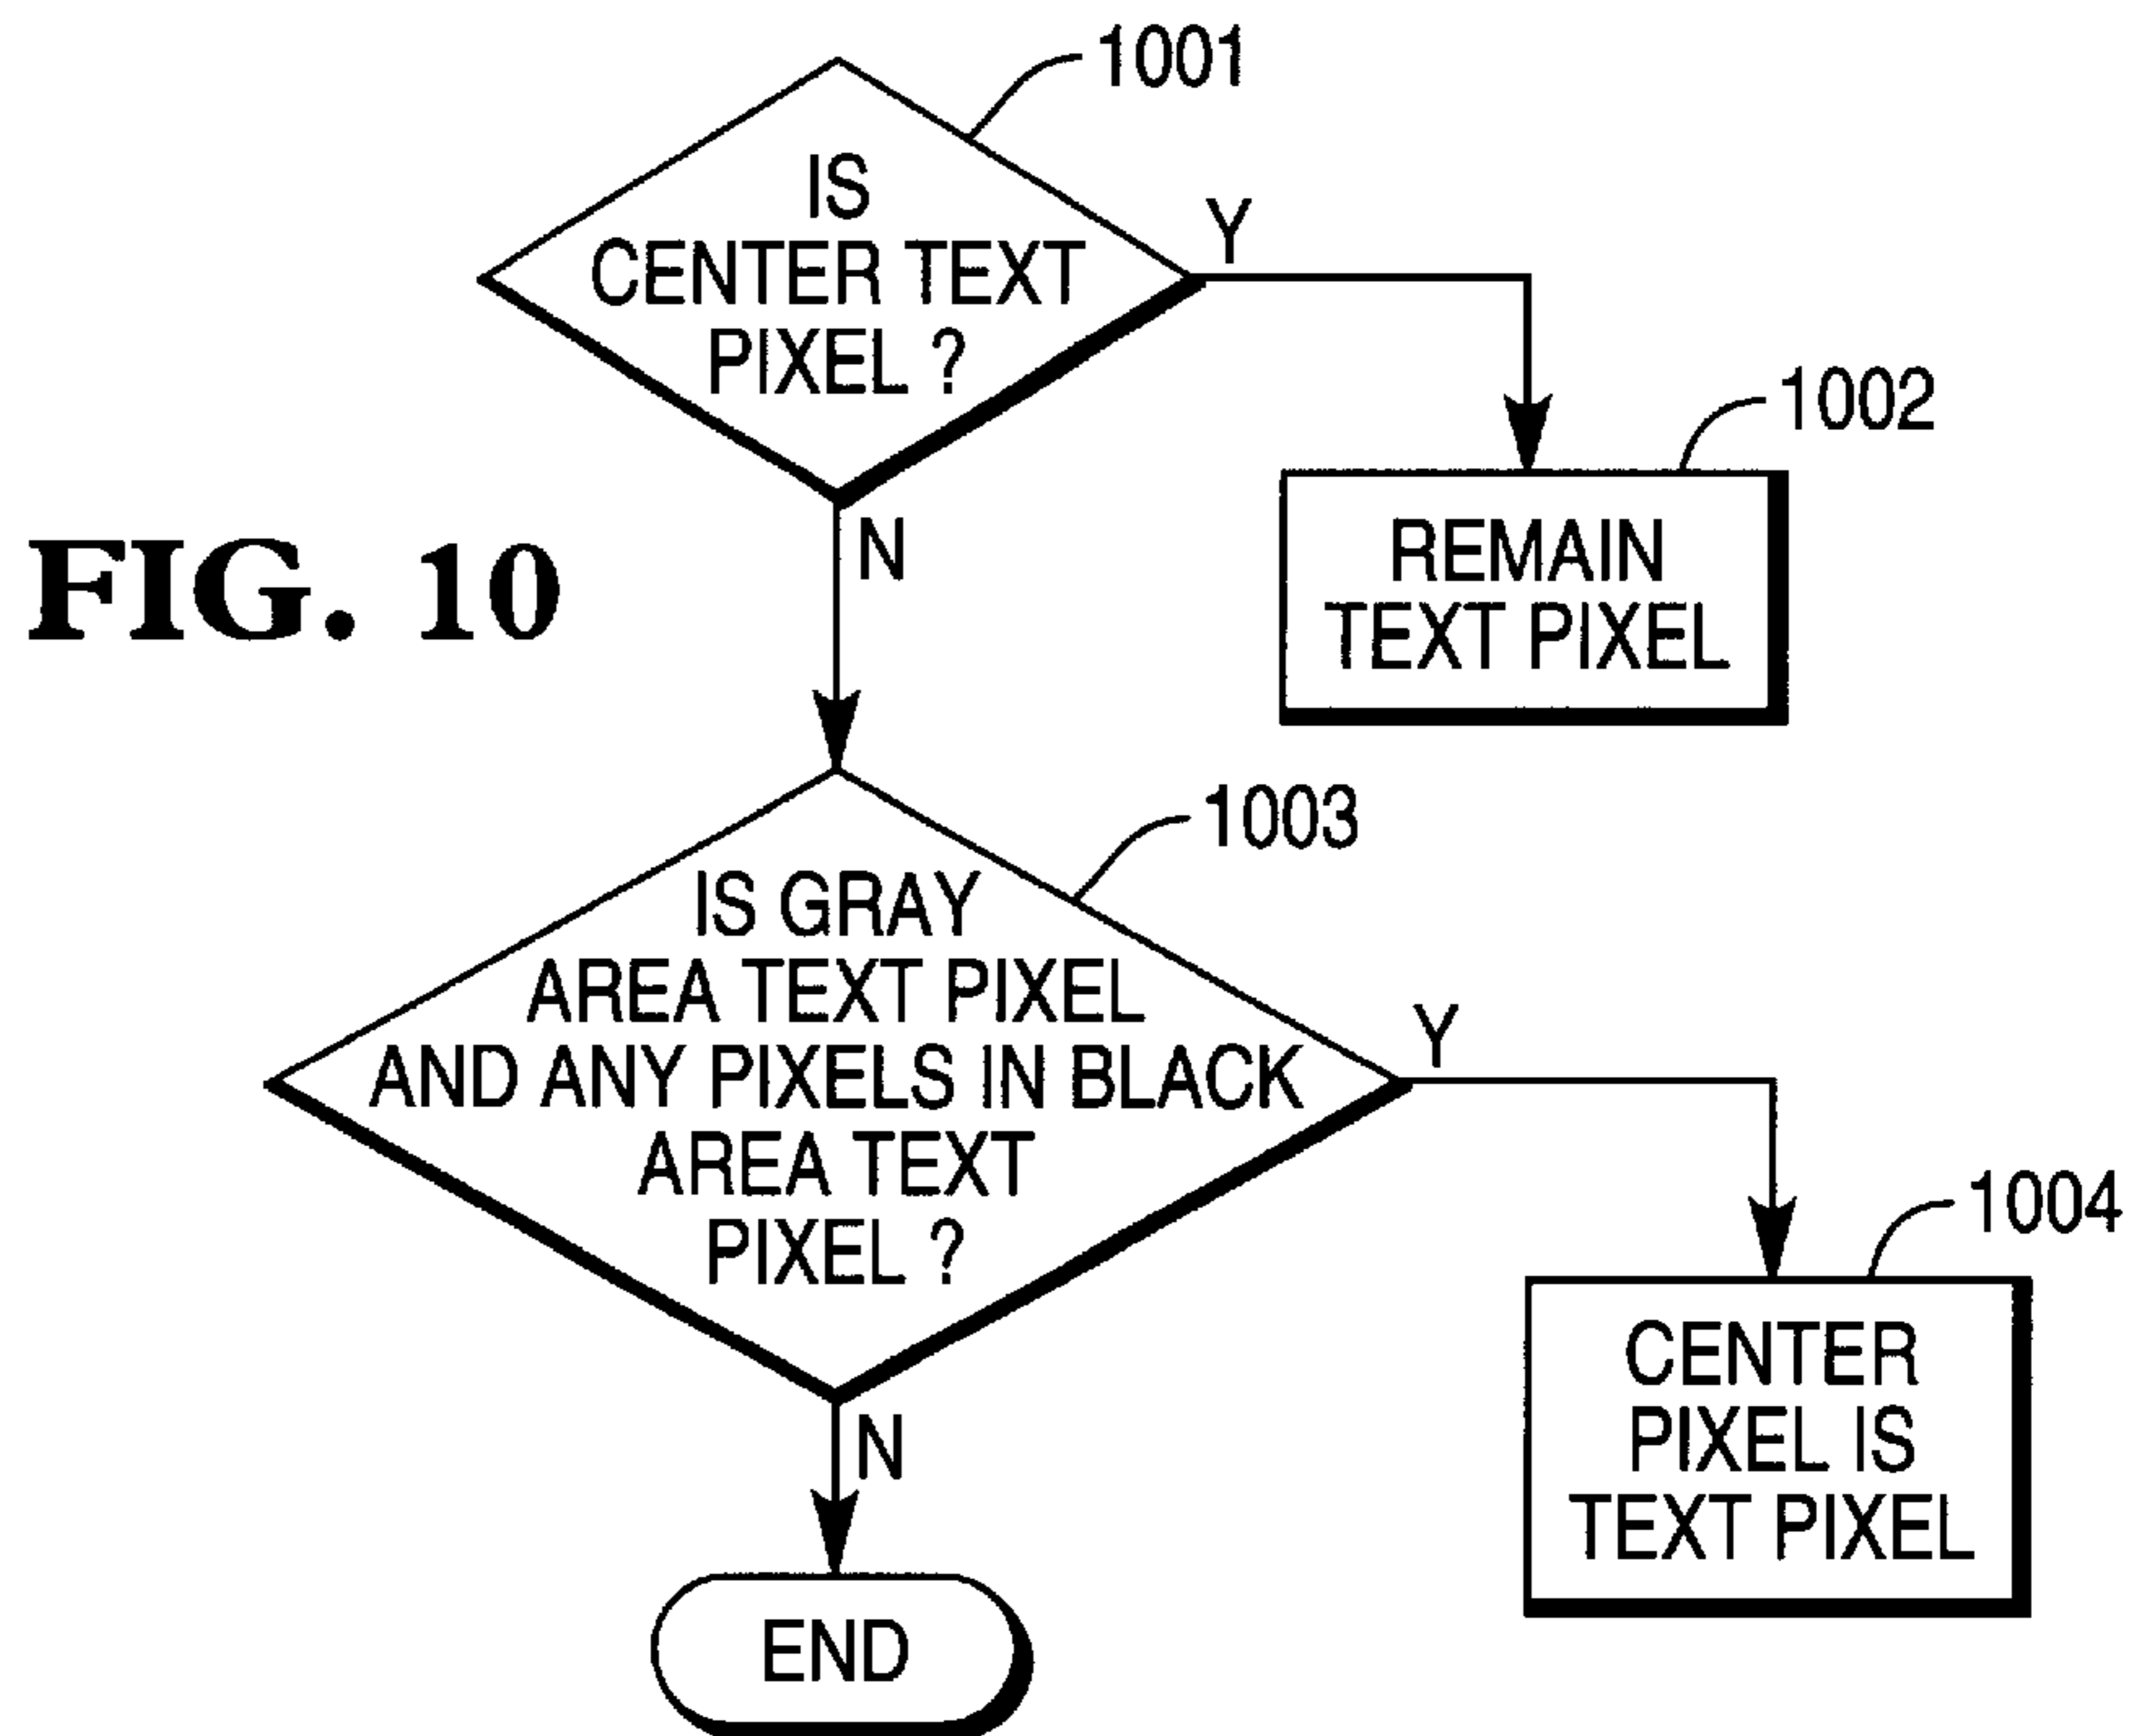 1001
IS
CENTER TEXT
PIXEL ?
Y
1002
REMAIN
TEXT PIXEL
N
FIG. 10
1003
IS GRAY
AREA TEXT PIXEL
AND ANY PIXELS IN BLACK
AREA TEXT
PIXEL ?
Y
1004
CENTER
PIXEL IS
TEXT PIXEL
N
END